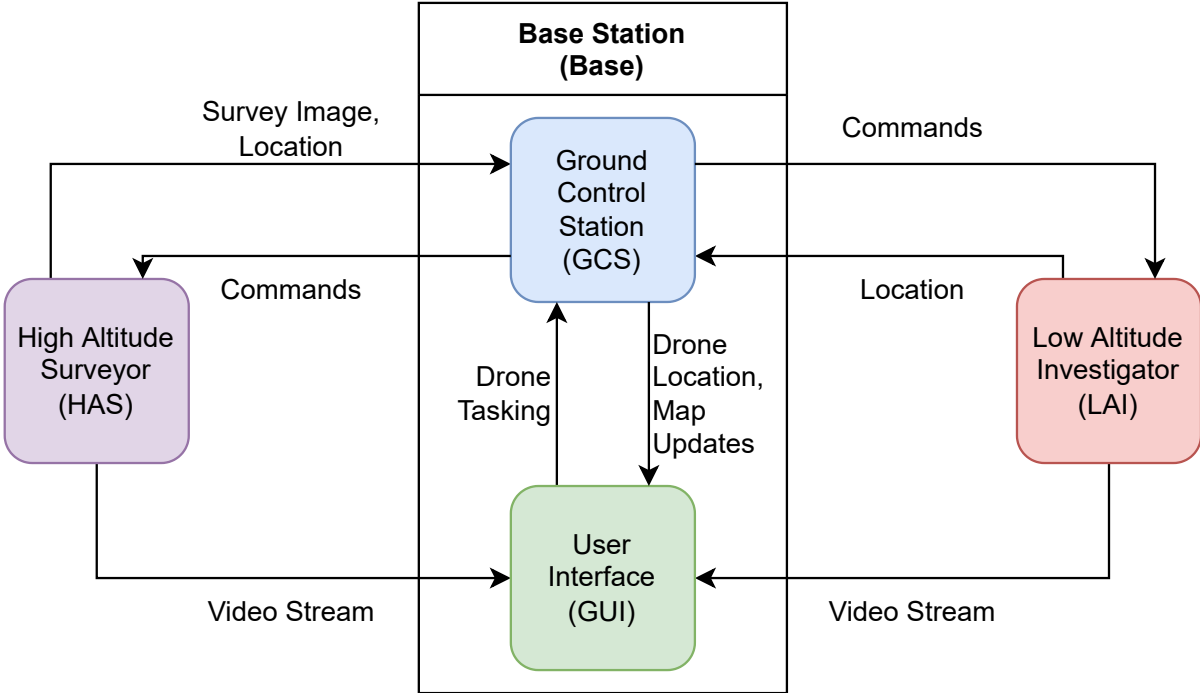 Base Station
(Base)
Survey Image,
Location
Commands
Ground
Control
Station
(GCS)
Commands
Location
High Altitude
Surveyor
(HAS)
Drone
Tasking
Drone
Location,
Map
Updates
Low Altitude
Investigator
(LAI)
User
Interface
(GUI)
Video Stream
Video Stream